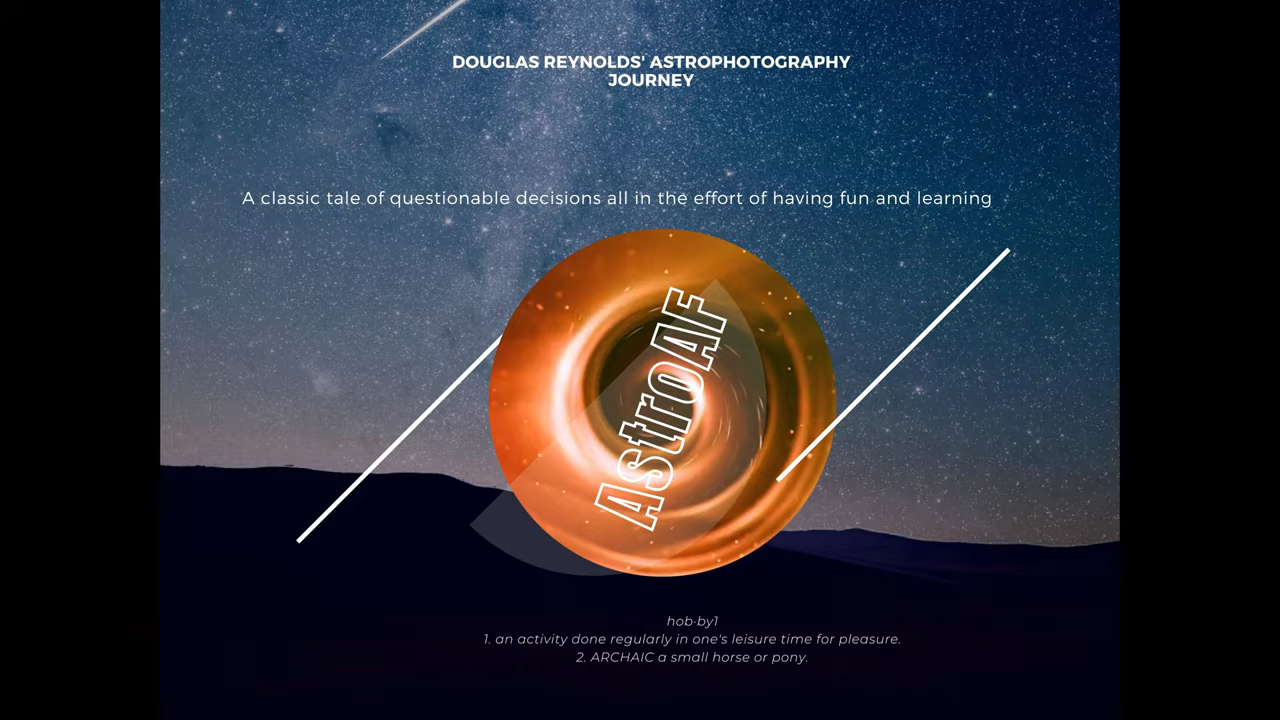 DOUGLAS REYNOLDS' ASTROPHOTOGRAPHY
JOURNEY
A classic tale of questionable decisions all in the effort of having fun and learning
AstroAF
hob·by1
1. an activity done regularly in one's leisure time for pleasure.
2. ARCHAIC a small horse or pony.